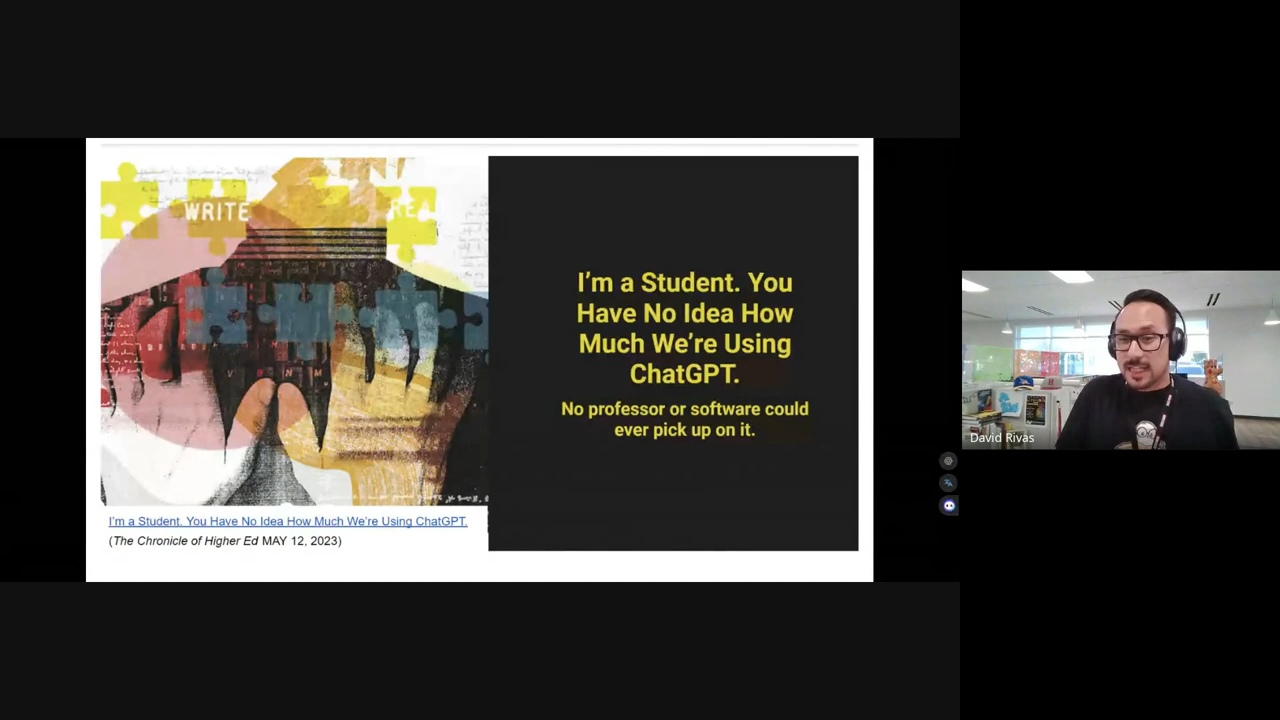 WRITE
REA
V B N M
I'm a Student. You
Have No Idea How
Much We're Using
ChatGPT.
No professor or software could
ever pick up on it.
I'm a Student. You Have No Idea How Much We're Using ChatGPT.
(The Chronicle of Higher Ed MAY 12, 2023)
David Rivas